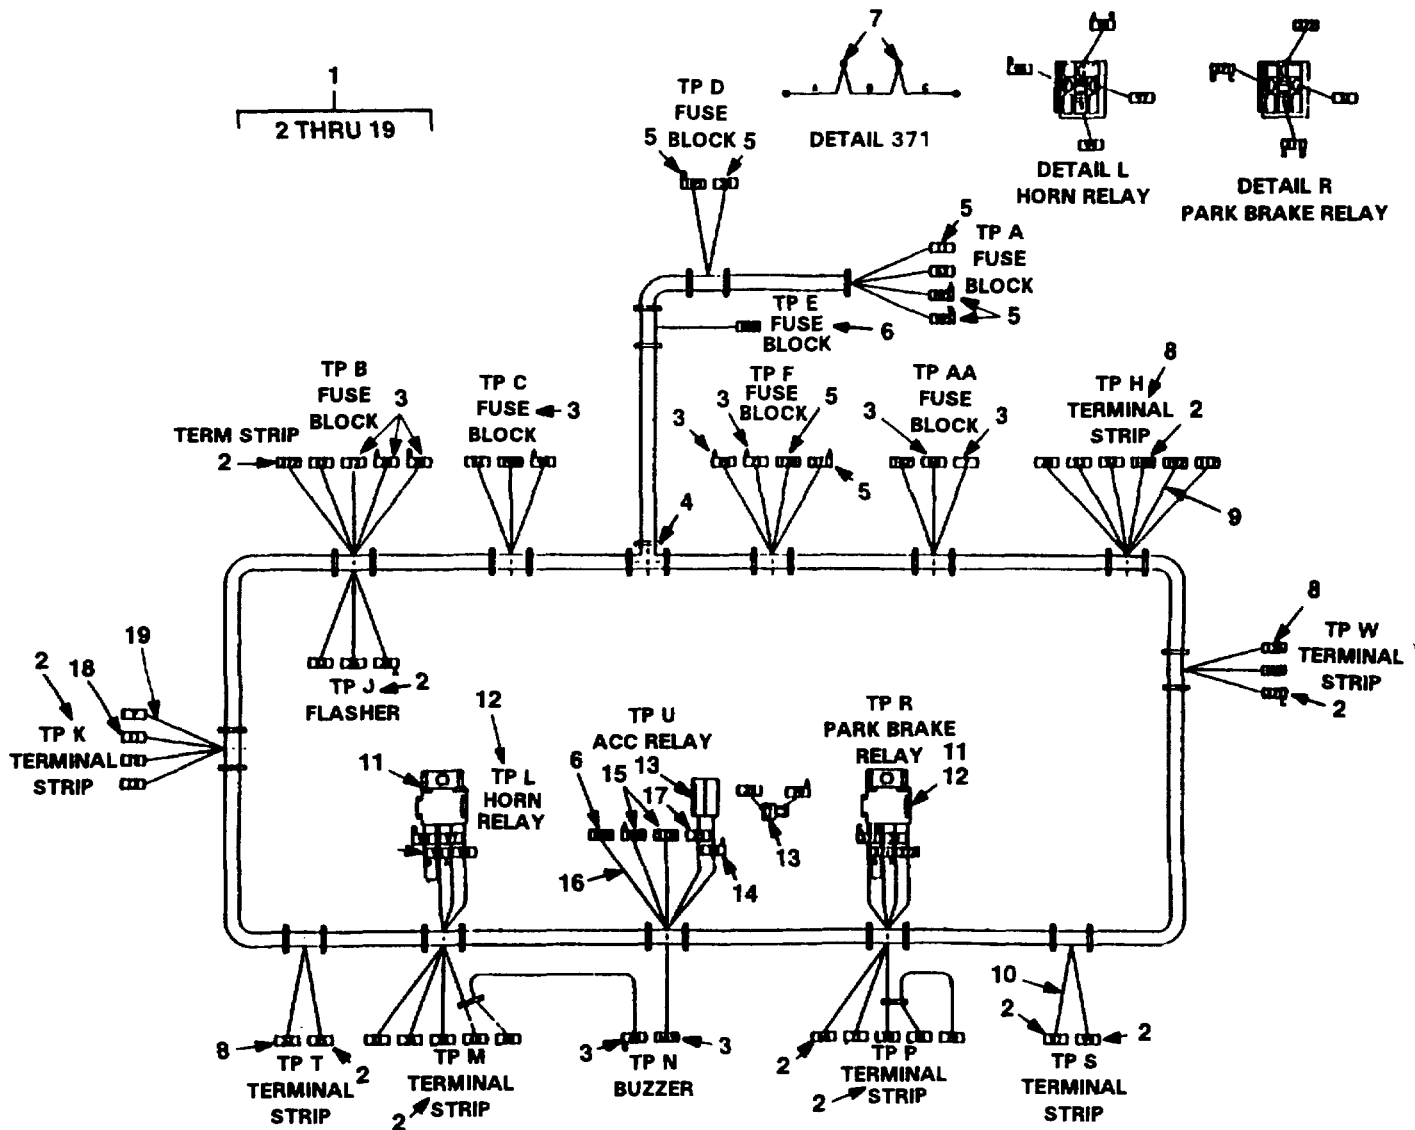 1
2 THRU 19
7
DETAIL 371
DETAIL L
HORN RELAY
DETAIL R
PARK BRAKE RELAY
TP D
FUSE
BLOCK
5
5
5
TP A
FUSE
BLOCK
5
TP E
FUSE
BLOCK
6
TP B
FUSE
BLOCK
3
TERM STRIP
2
TP C
FUSE
BLOCK
3
TP F
FUSE
BLOCK
3
3
5
5
TP AA
FUSE
BLOCK
3
3
TP H
TERMINAL
STRIP
8
2
9
4
8
TP W
TERMINAL
STRIP
2
2
18
19
TP K
TERMINAL
STRIP
TP J
FLASHER
2
12
11
TP L
HORN
RELAY
TP U
ACC RELAY
6
15
13
17
13
14
16
TP R
PARK BRAKE
RELAY
11
12
8
TP T
TERMINAL
STRIP
2
TP M
TERMINAL
STRIP
2
3
TP N
BUZZER
3
2
TP P
TERMINAL
STRIP
2
10
2
2
TP S
TERMINAL
STRIP